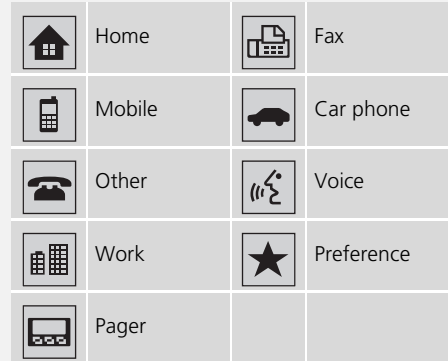 Home
Fax
Mobile
Car phone
Other
Voice
Work
Preference
Pager